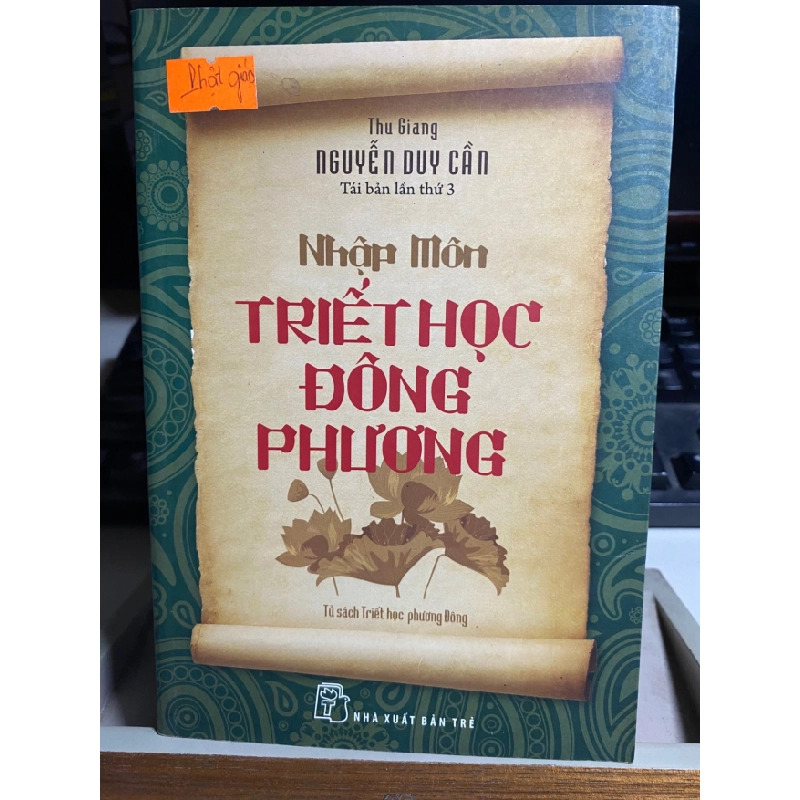 Phật giáo
Thu Giang
NGUYỄN DUY CẦN
Tái bản lần thứ 3
Nhập Môn
TRIẾT HỌC
ĐÔNG
PHƯƠNG
Tủ sách Triết học phương Đông
NHÀ XUẤT BẢN TRẺ